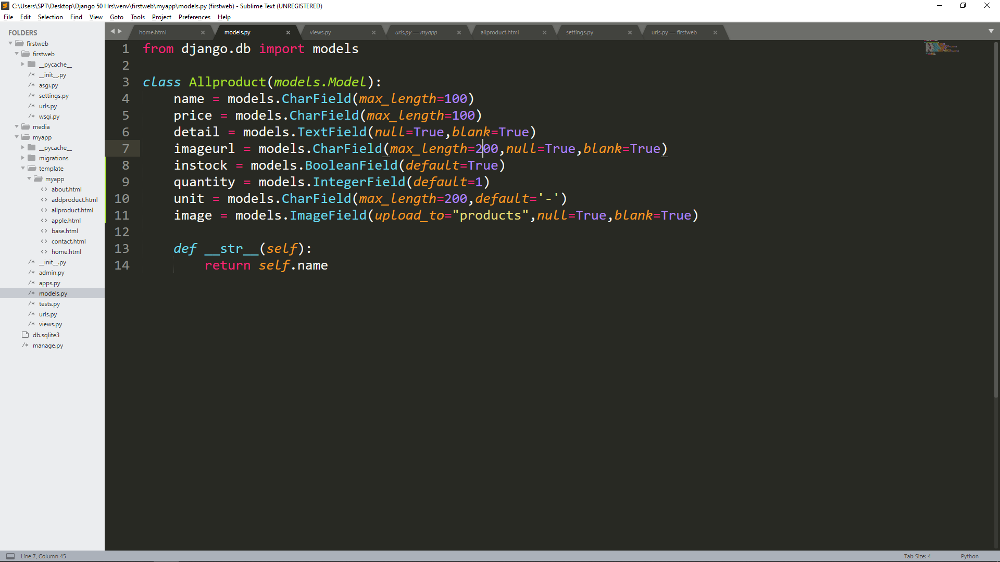 C:\Users\SPT\Desktop\Django 50 Hrs\venv\firstweb\myapp\models.py (firstweb) - Sublime Text (UNREGISTERED)
File Edit Selection Find View Goto Tools Project Preferences Help
FOLDERS
firstweb
firstweb
__pycache__
/* __init__.py
/* asgi.py
/* settings.py
/* urls.py
/* wsgi.py
media
myapp
__pycache__
migrations
template
myapp
<> about.html
<> addproduct.html
<> allproduct.html
<> apple.html
<> base.html
<> contact.html
<> home.html
/* __init__.py
/* admin.py
/* apps.py
/* models.py
/* tests.py
/* urls.py
/* views.py
db.sqlite3
/* manage.py
home.html × models.py × views.py × urls.py — myapp × allproduct.html × settings.py × urls.py — firstweb ×
1 from django.db import models
2
3 class Allproduct(models.Model):
4     name = models.CharField(max_length=100)
5     price = models.CharField(max_length=100)
6     detail = models.TextField(null=True,blank=True)
7     imageurl = models.CharField(max_length=200,null=True,blank=True)
8     instock = models.BooleanField(default=True)
9     quantity = models.IntegerField(default=1)
10     unit = models.CharField(max_length=200,default='-')
11     image = models.ImageField(upload_to="products",null=True,blank=True)
12
13     def __str__(self):
14         return self.name
Line 7, Column 45
Tab Size: 4
Python